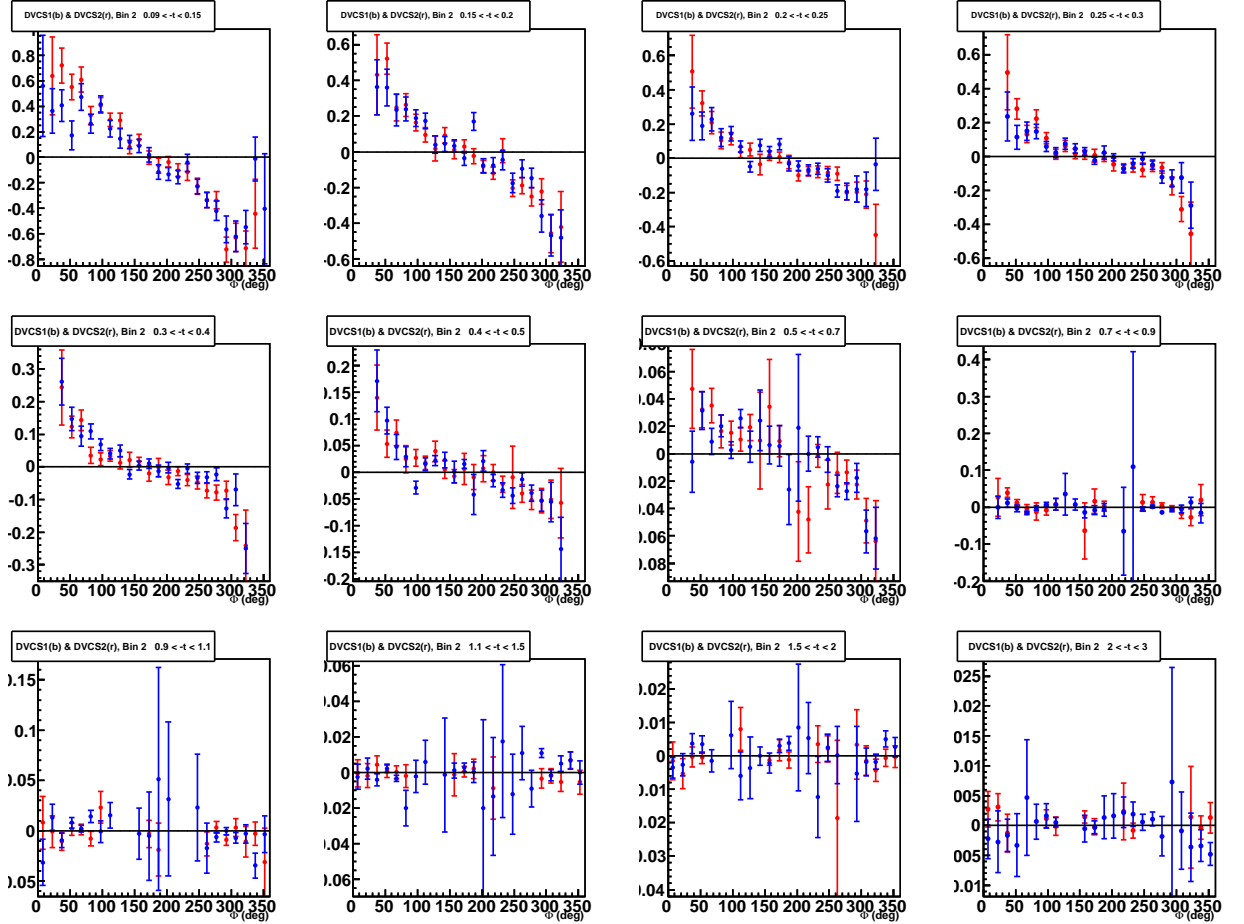 DVCS1(b) & DVCS2(r), Bin 2 0.09 < -t < 0.15
0.8
0.6
0.4
0.2
0
-0.2
-0.4
-0.6
-0.8
0 50 100 150 200 250 300 350
Φ (deg)
DVCS1(b) & DVCS2(r), Bin 2 0.15 < -t < 0.2
0.6
0.4
0.2
0
-0.2
-0.4
-0.6
0 50 100 150 200 250 300 350
Φ (deg)
DVCS1(b) & DVCS2(r), Bin 2 0.2 < -t < 0.25
0.6
0.4
0.2
0
-0.2
-0.4
-0.6
0 50 100 150 200 250 300 350
Φ (deg)
DVCS1(b) & DVCS2(r), Bin 2 0.25 < -t < 0.3
0.6
0.4
0.2
0
-0.2
-0.4
-0.6
0 50 100 150 200 250 300 350
Φ (deg)
DVCS1(b) & DVCS2(r), Bin 2 0.3 < -t < 0.4
0.3
0.2
0.1
0
-0.1
-0.2
-0.3
0 50 100 150 200 250 300 350
Φ (deg)
DVCS1(b) & DVCS2(r), Bin 2 0.4 < -t < 0.5
0.2
0.15
0.1
0.05
0
0.05
-0.1
0.15
-0.2
0 50 100 150 200 250 300 350
Φ (deg)
DVCS1(b) & DVCS2(r), Bin 2 0.5 < -t < 0.7
0.08
0.06
0.04
0.02
0
0.02
0.04
0.06
0.08
0 50 100 150 200 250 300 350
Φ (deg)
DVCS1(b) & DVCS2(r), Bin 2 0.7 < -t < 0.9
0.4
0.3
0.2
0.1
0
-0.1
-0.2
0 50 100 150 200 250 300 350
Φ (deg)
DVCS1(b) & DVCS2(r), Bin 2 0.9 < -t < 1.1
0.15
0.1
0.05
0
0.05
0 50 100 150 200 250 300 350
Φ (deg)
DVCS1(b) & DVCS2(r), Bin 2 1.1 < -t < 1.5
0.06
0.04
0.02
0
0.02
0.04
0.06
0 50 100 150 200 250 300 350
Φ (deg)
DVCS1(b) & DVCS2(r), Bin 2 1.5 < -t < 2
0.02
0.01
0
0.01
0.02
0.03
0.04
0 50 100 150 200 250 300 350
Φ (deg)
DVCS1(b) & DVCS2(r), Bin 2 2 < -t < 3
025
0.02
015
0.01
005
0
005
0.01
0 50 100 150 200 250 300 350
Φ (deg)